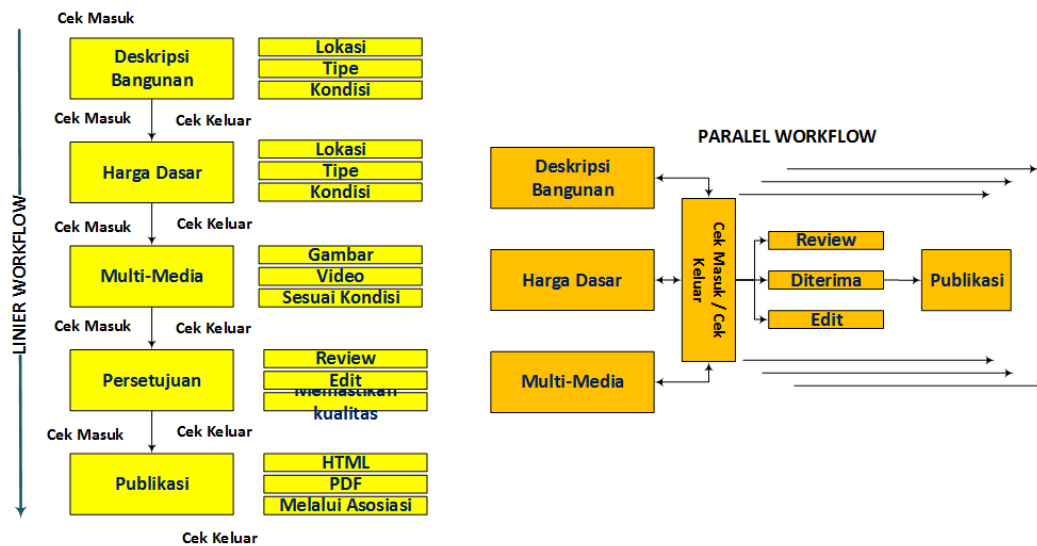 Cek Masuk
LINIER WORKFLOW
Deskripsi
Bangunan
Lokasi
Tipe
Kondisi
Cek Masuk
Cek Keluar
Harga Dasar
Lokasi
Tipe
Kondisi
Cek Masuk
Cek Keluar
Multi-Media
Gambar
Video
Sesuai Kondisi
Cek Masuk
Cek Keluar
Persetujuan
Review
Edit
Memastikan
kualitas
Cek Masuk
Cek Keluar
Publikasi
HTML
PDF
Melalui Asosiasi
Cek Keluar
PARALEL WORKFLOW
Deskripsi
Bangunan
Harga Dasar
Multi-Media
Cek Masuk / Cek
Keluar
Review
Diterima
Edit
Publikasi